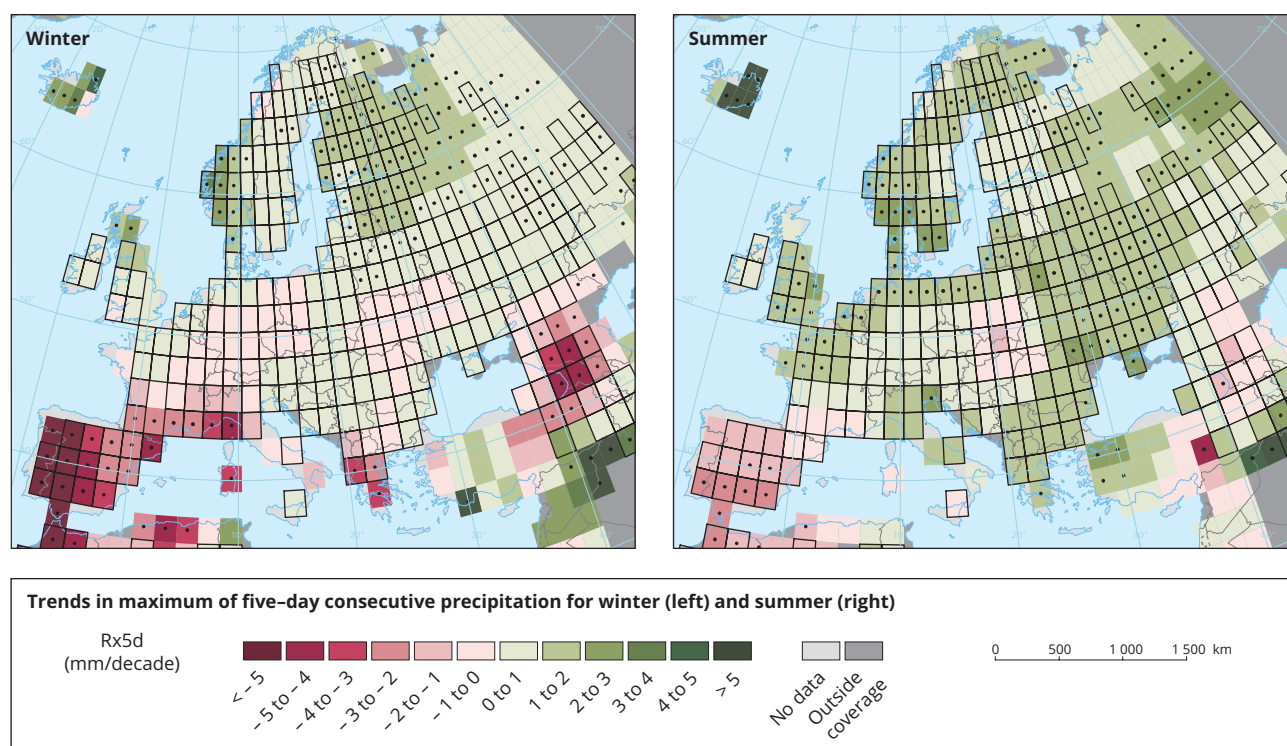 Winter
Summer
Trends in maximum of five–day consecutive precipitation for winter (left) and summer (right)
Rx5d
(mm/decade)
< – 5
– 5 to – 4
– 4 to – 3
– 3 to – 2
– 2 to – 1
– 1 to 0
0 to 1
1 to 2
2 to 3
3 to 4
4 to 5
> 5
No data
Outside
coverage
0 500 1 000 1 500 km